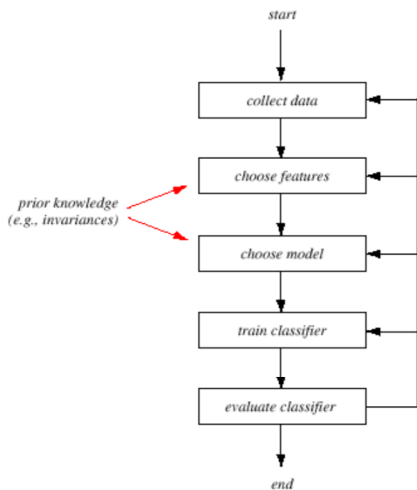 start
collect data
choose features
prior knowledge
(e.g., invariances)
choose model
train classifier
evaluate classifier
end